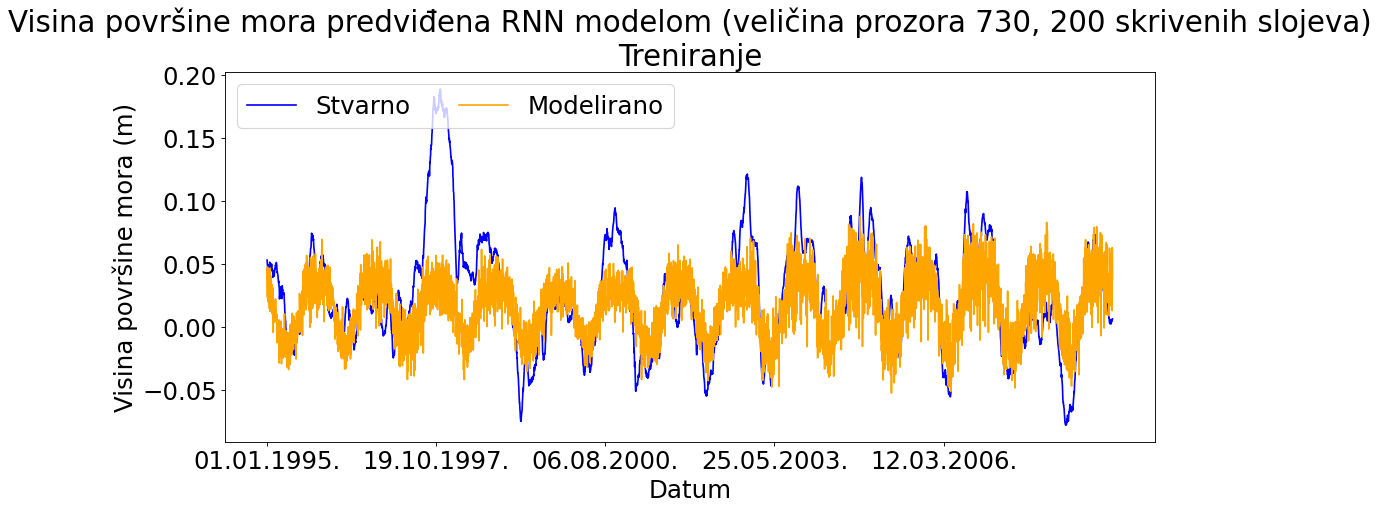 Visina površine mora predviđena RNN modelom (veličina prozora 730, 200 skrivenih slojeva)
Treniranje
Stvarno
Modelirano
Visina površine mora (m)
0.20
0.15
0.10
0.05
0.00
−0.05
01.01.1995.
19.10.1997.
06.08.2000.
25.05.2003.
12.03.2006.
Datum